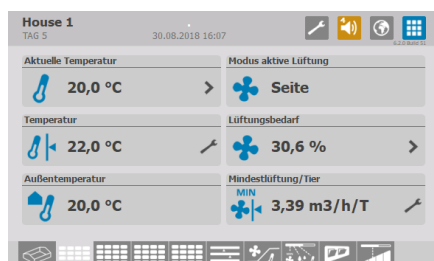 House 1
TAG 5
30.08.2018 16:07
Aktuelle Temperatur
20,0 °C
Modus aktive Lüftung
Seite
Temperatur
22,0 °C
Lüftungsbedarf
30,6 %
Außentemperatur
20,0 °C
Mindestlüftung/Tier
MIN
3,39 m3/h/T